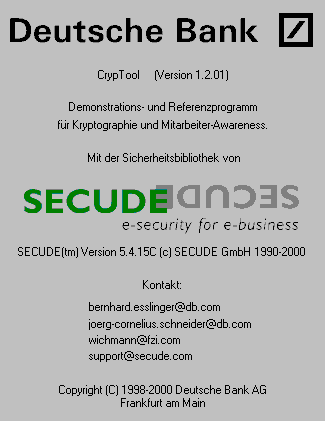 Deutsche Bank
CrypTool (Version 1.2.01)
Demonstrations- und Referenzprogramm
für Kryptographie und Mitarbeiter-Awareness.
Mit der Sicherheitsbibliothek von
SECUDE SECUDE
e-security for e-business
SECUDE(tm) Version 5.4.15C (c) SECUDE GmbH 1990-2000
Kontakt:
bernhard.esslinger@db.com
joerg-cornelius.schneider@db.com
wichmann@fzi.com
support@secude.com
Copyright (C) 1998-2000 Deutsche Bank AG
Frankfurt am Main